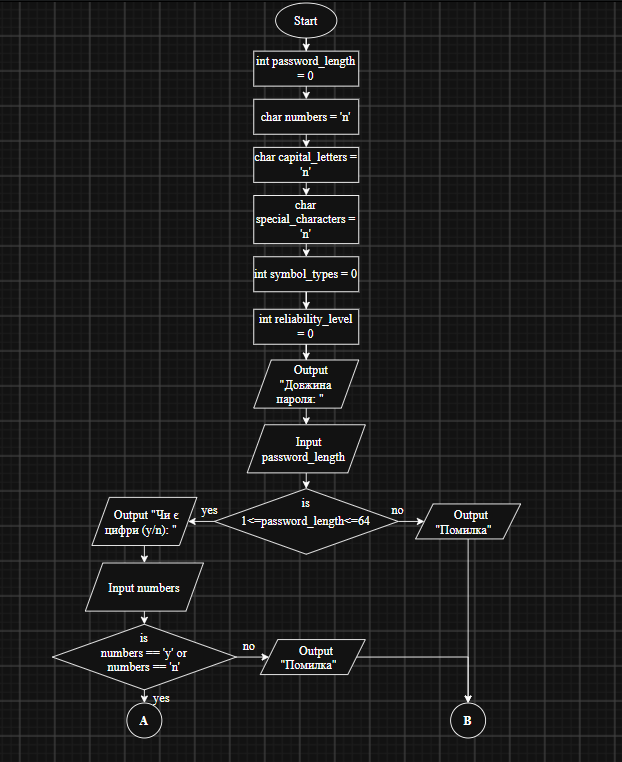 Start
int password_length
= 0
char numbers = 'n'
char capital_letters =
'n'
char
special_characters =
'n'
int symbol_types = 0
int reliability_level
= 0
Output
"Довжина
пароля: "
Input
password_length
is
1<=password_length<=64
yes
no
Output "Чи є
цифри (y/n): "
Output
"Помилка"
Input numbers
is
numbers == 'y' or
numbers == 'n'
no
Output
"Помилка"
yes
A
B